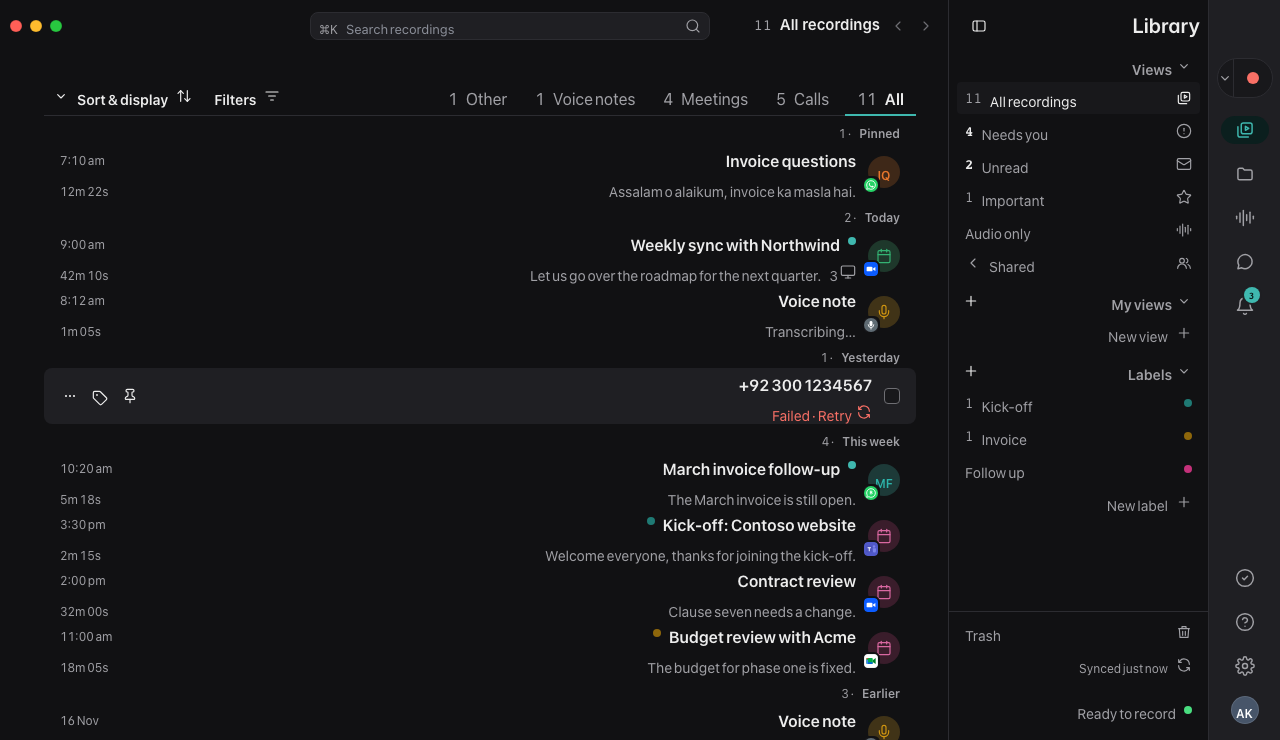 ⌘K Search recordings
11 All recordings
Library
Sort & display
Filters
1 Other
1 Voice notes
4 Meetings
5 Calls
11 All
1 · Pinned
7:10 am
Invoice questions
IQ
12m 22s
Assalam o alaikum, invoice ka masla hai.
2 · Today
9:00 am
Weekly sync with Northwind
42m 10s
Let us go over the roadmap for the next quarter. 3
8:12 am
Voice note
1m 05s
Transcribing...
1 · Yesterday
+92 300 1234567
Failed · Retry
4 · This week
10:20 am
March invoice follow-up
MF
5m 18s
The March invoice is still open.
3:30 pm
Kick-off: Contoso website
2m 15s
Welcome everyone, thanks for joining the kick-off.
2:00 pm
Contract review
32m 00s
Clause seven needs a change.
11:00 am
Budget review with Acme
18m 05s
The budget for phase one is fixed.
3 · Earlier
16 Nov
Voice note
Views
11 All recordings
4 Needs you
2 Unread
1 Important
Audio only
Shared
My views
New view
Labels
1 Kick-off
1 Invoice
Follow up
New label
Trash
Synced just now
Ready to record
3
AK